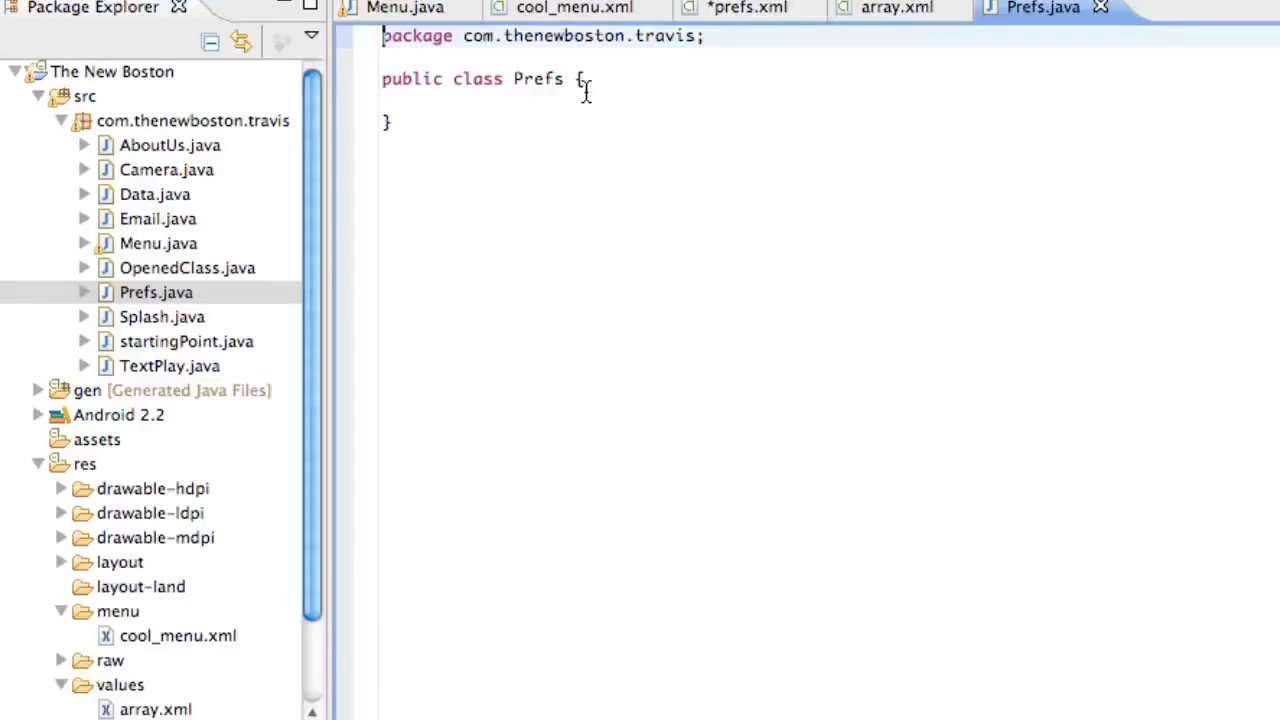 Package Explorer
Menu.java
cool_menu.xml
*prefs.xml
array.xml
Prefs.java
The New Boston
src
com.thenewboston.travis
AboutUs.java
Camera.java
Data.java
Email.java
Menu.java
OpenedClass.java
Prefs.java
Splash.java
startingPoint.java
TextPlay.java
gen [Generated Java Files]
Android 2.2
assets
res
drawable-hdpi
drawable-ldpi
drawable-mdpi
layout
layout-land
menu
cool_menu.xml
raw
values
array.xml
package com.thenewboston.travis;
public class Prefs {
}